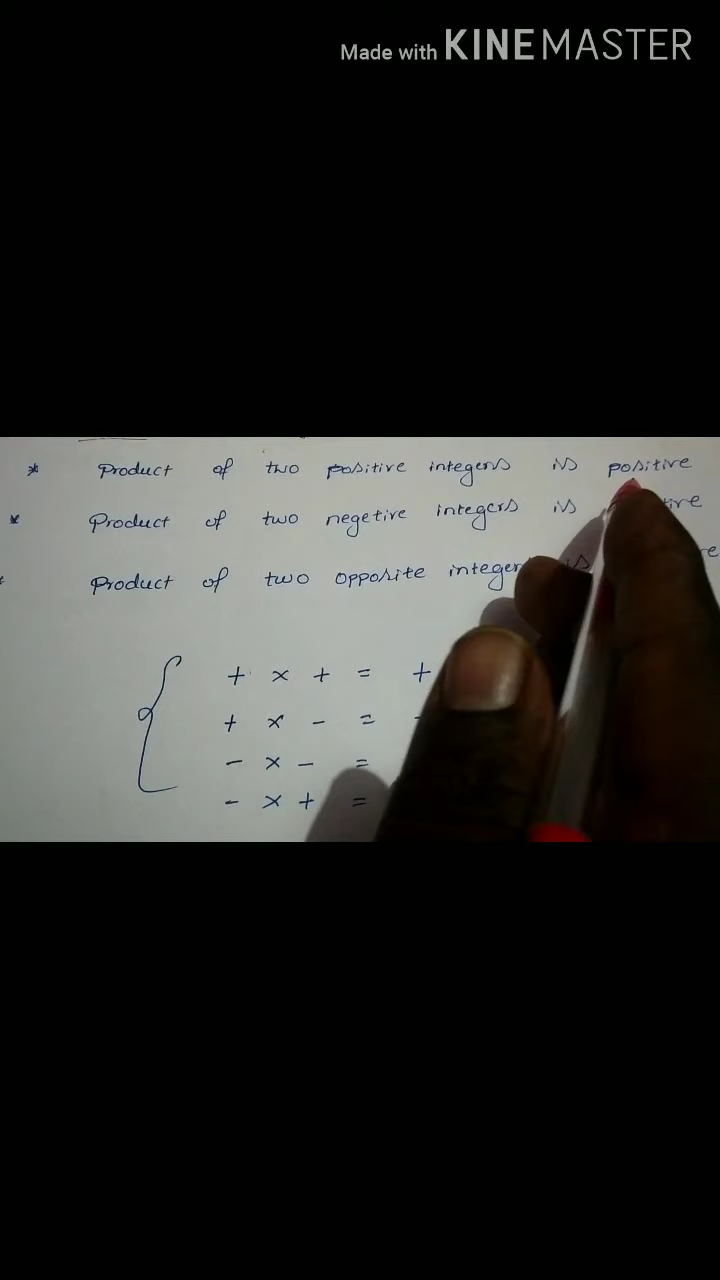 Made with KINEMASTER
* Product of two positive integers is positive
* Product of two negetive integers is
Product of two opposite integer
+ x + = +
+ x - =
- x - =
- x + =